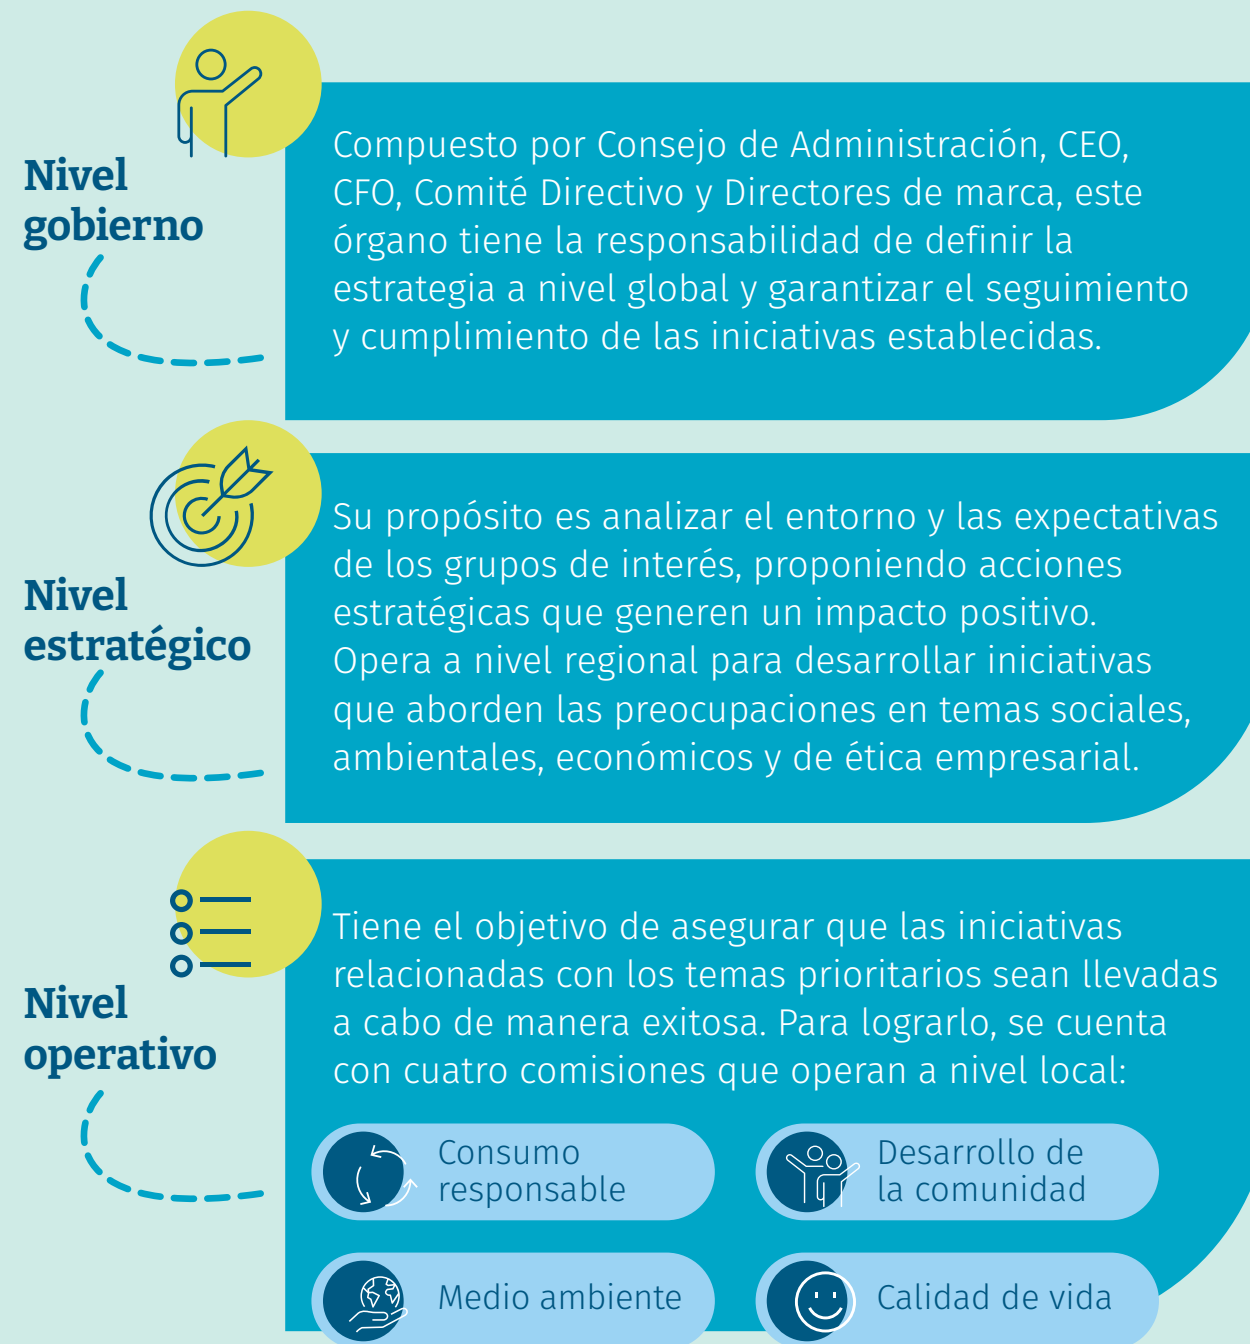 Nivel
gobierno
Compuesto por Consejo de Administración, CEO,
CFO, Comité Directivo y Directores de marca, este
órgano tiene la responsabilidad de definir la
estrategia a nivel global y garantizar el seguimiento
y cumplimiento de las iniciativas establecidas.
Nivel
estratégico
Su propósito es analizar el entorno y las expectativas
de los grupos de interés, proponiendo acciones
estratégicas que generen un impacto positivo.
Opera a nivel regional para desarrollar iniciativas
que aborden las preocupaciones en temas sociales,
ambientales, económicos y de ética empresarial.
Nivel
operativo
Tiene el objetivo de asegurar que las iniciativas
relacionadas con los temas prioritarios sean llevadas
a cabo de manera exitosa. Para lograrlo, se cuenta
con cuatro comisiones que operan a nivel local:
Consumo
responsable
Desarrollo de
la comunidad
Medio ambiente
Calidad de vida